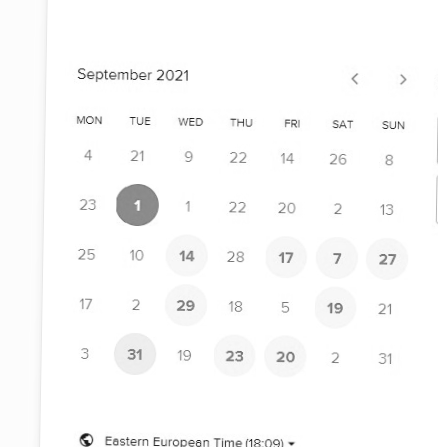 September 2021
MON TUE WED THU FRI SAT SUN
4 21 9 22 14 26 8
23 1 1 22 20 2 13
25 10 14 28 17 7 27
17 2 29 18 5 19 21
3 31 19 23 20 2 31
Eastern European Time (18:09)